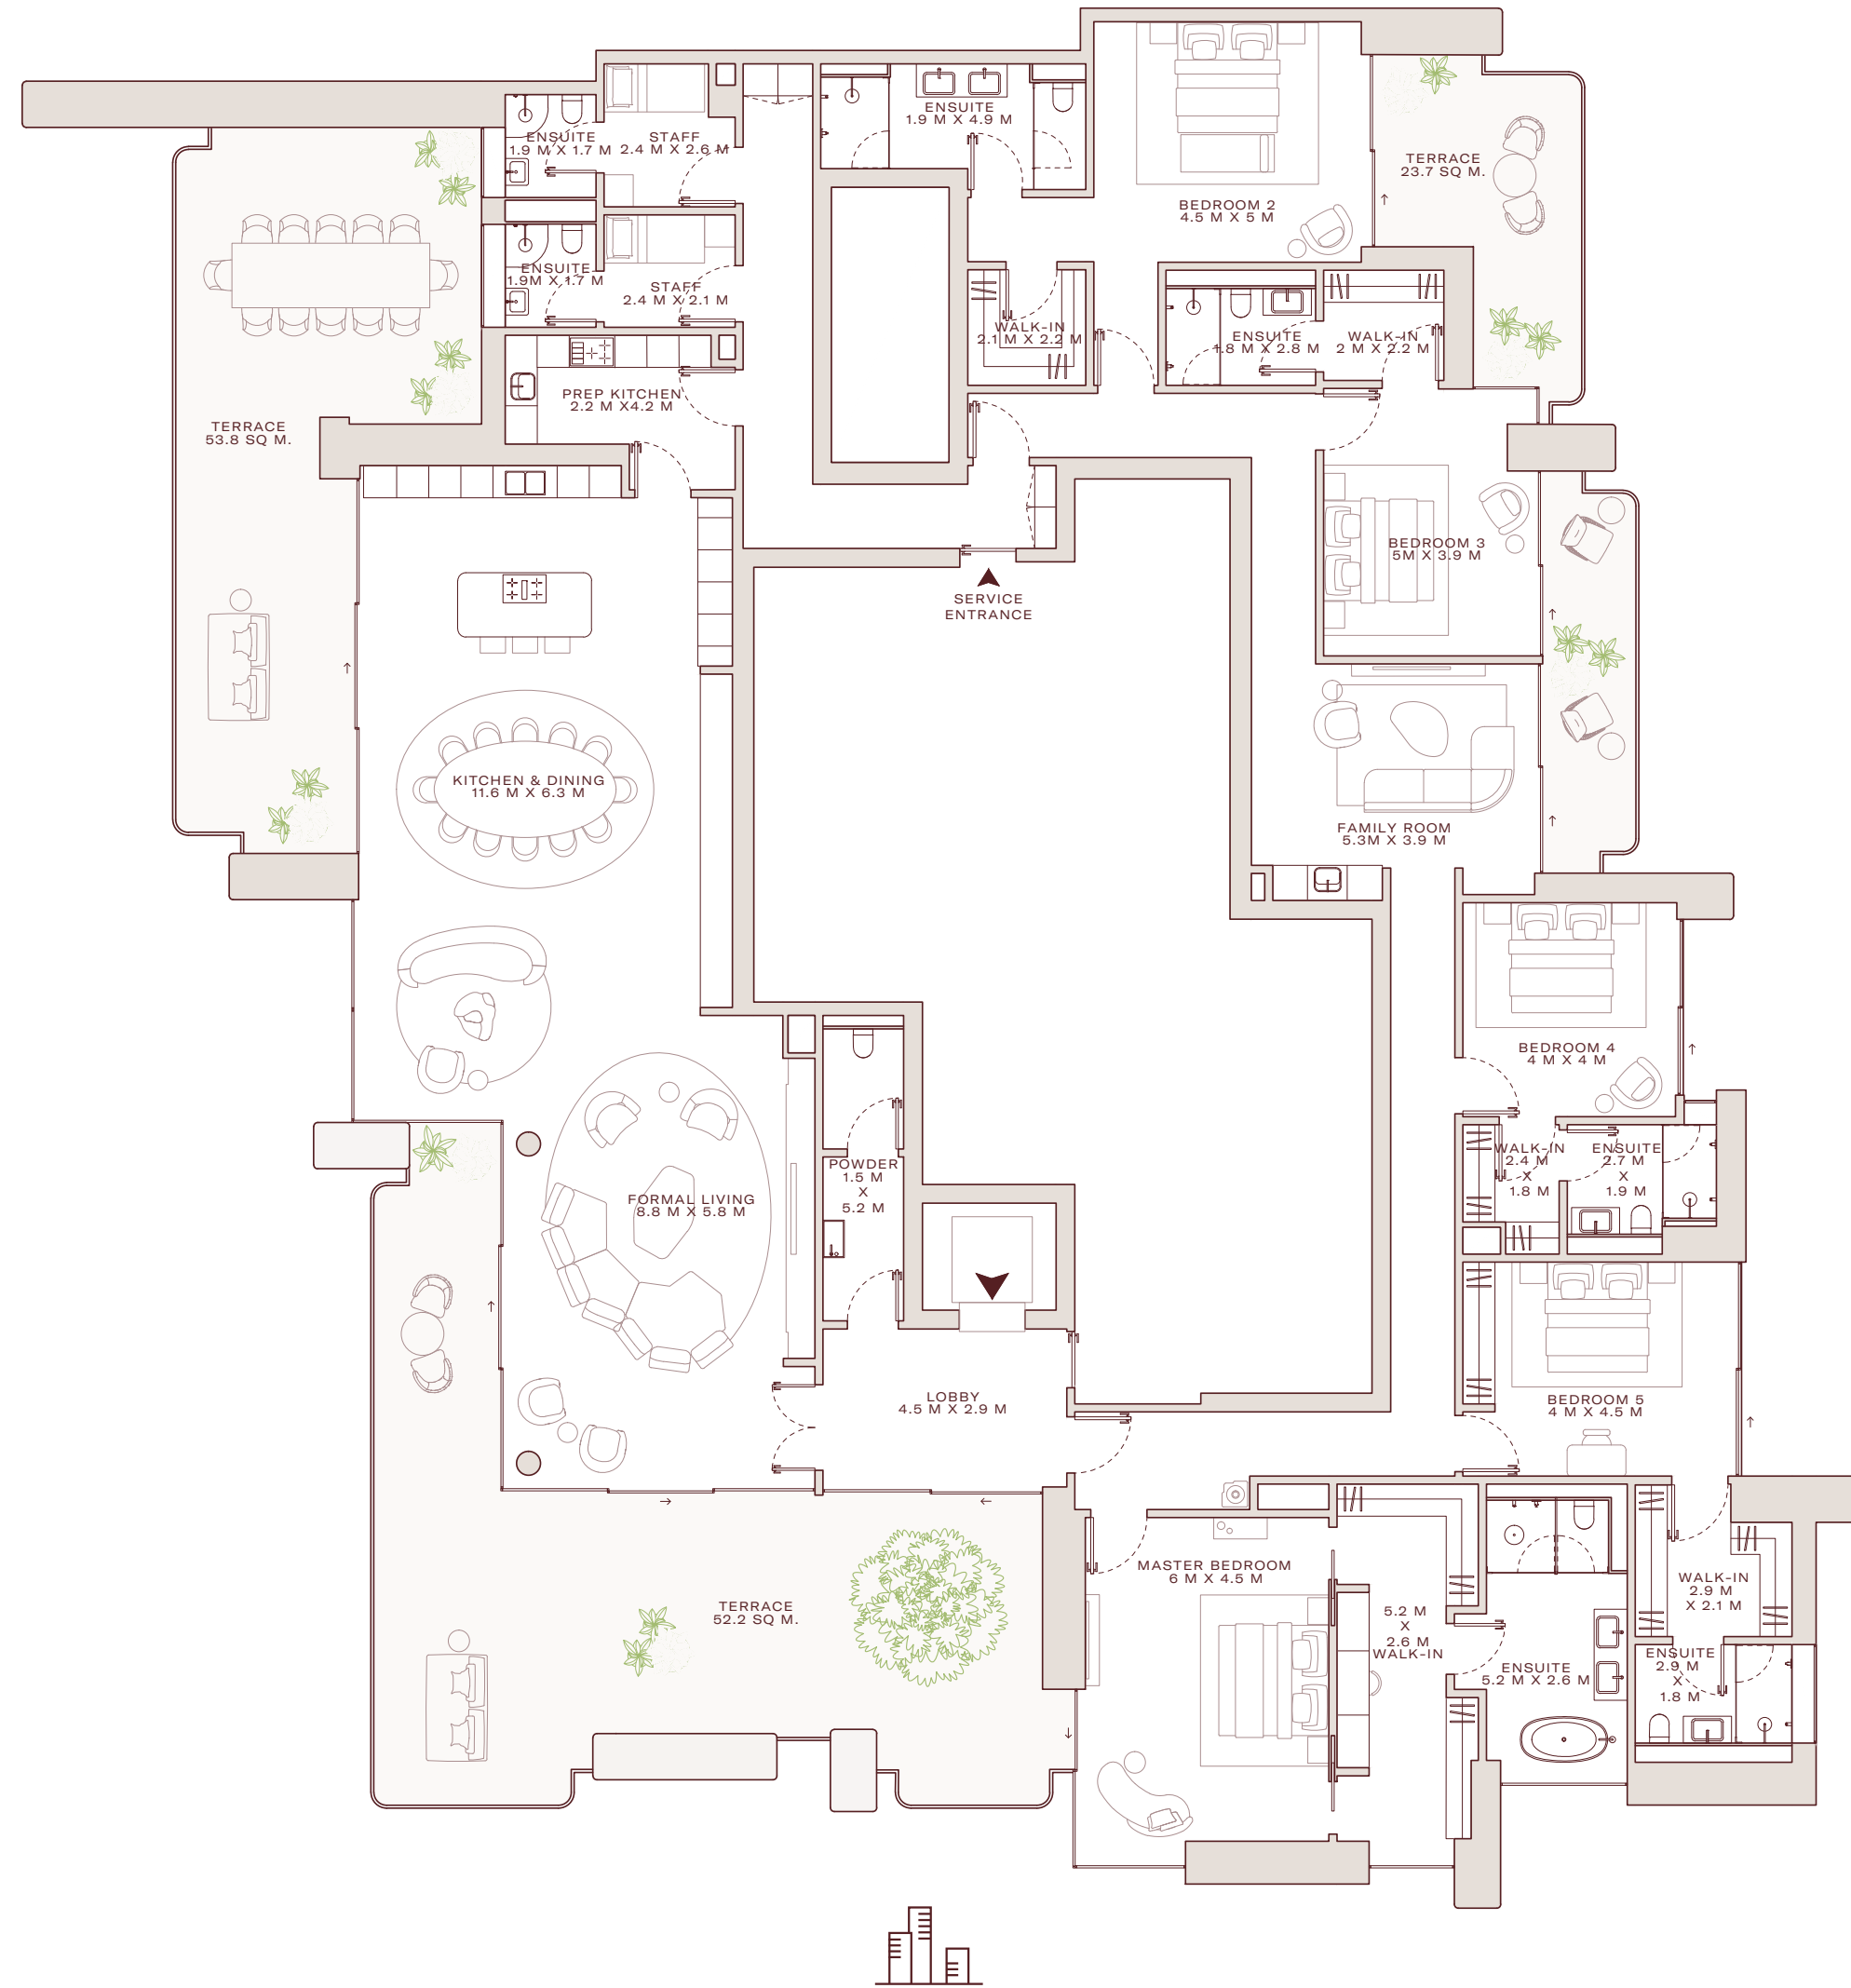 ENSUITE
1.9 M X 4.9 M
ENSUITE
1.9 M X 1.7 M
STAFF
2.4 M X 2.6 M
TERRACE
23.7 SQ M.
BEDROOM 2
4.5 M X 5 M
ENSUITE
1.9M X 1.7 M
STAFF
2.4 M X 2.1 M
WALK-IN
2.1 M X 2.2 M
ENSUITE
1.8 M X 2.8 M
WALK-IN
2 M X 2.2 M
PREP KITCHEN
2.2 M X4.2 M
TERRACE
53.8 SQ M.
BEDROOM 3
5M X 3.9 M
SERVICE
ENTRANCE
KITCHEN & DINING
11.6 M X 6.3 M
FAMILY ROOM
5.3M X 3.9 M
BEDROOM 4
4 M X 4 M
WALK-IN
2.4 M
X
1.8 M
ENSUITE
2.7 M
X
1.9 M
POWDER
1.5 M
X
5.2 M
FORMAL LIVING
8.8 M X 5.8 M
LOBBY
4.5 M X 2.9 M
BEDROOM 5
4 M X 4.5 M
MASTER BEDROOM
6 M X 4.5 M
WALK-IN
2.9 M
X 2.1 M
TERRACE
52.2 SQ M.
5.2 M
X
2.6 M
WALK-IN
ENSUITE
5.2 M X 2.6 M
ENSUITE
2.9 M
X
1.8 M